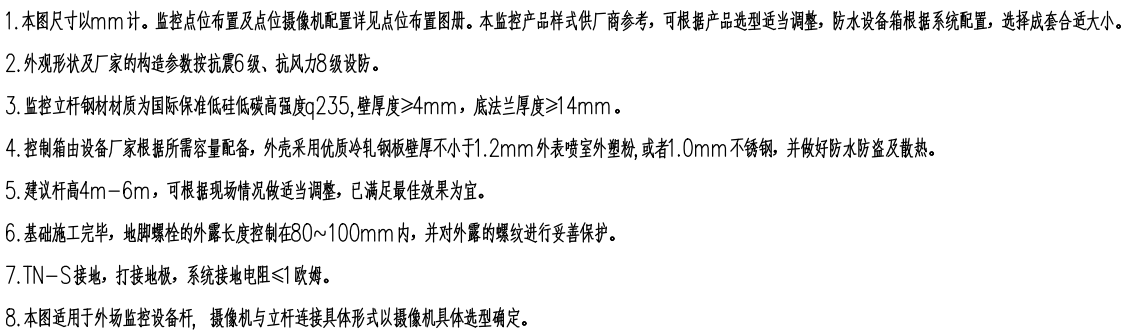 1.本图尺寸以mm计。监控点位布置及点位摄像机配置详见点位布置图册。本监控产品样式供厂商参考，可根据产品选型适当调整，防水设备箱根据系统配置，选择成套合适大小。
2.外观形状及厂家的构造参数按抗震6级、抗风力8级设防。
3.监控立杆钢材材质为国际保准低硅低碳高强度q235,壁厚度≥4mm，底法兰厚度≥14mm。
4.控制箱由设备厂家根据所需容量配备，外壳采用优质冷轧钢板壁厚不小于1.2mm外表喷室外塑粉,或者1.0mm不锈钢，并做好防水防盗及散热。
5.建议杆高4m-6m，可根据现场情况做适当调整，已满足最佳效果为宜。
6.基础施工完毕，地脚螺栓的外露长度控制在80~100mm内，并对外露的螺纹进行妥善保护。
7.TN-S接地，打接地极，系统接地电阻≤1欧姆。
8.本图适用于外场监控设备杆，摄像机与立杆连接具体形式以摄像机具体选型确定。